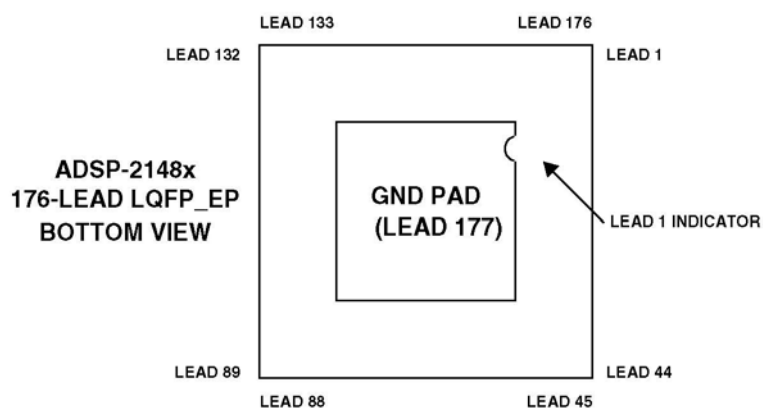 LEAD 133
LEAD 176
LEAD 132
LEAD 1
ADSP-2148x
176-LEAD LQFP_EP
BOTTOM VIEW
GND PAD
(LEAD 177)
LEAD 1 INDICATOR
LEAD 89
LEAD 44
LEAD 88
LEAD 45